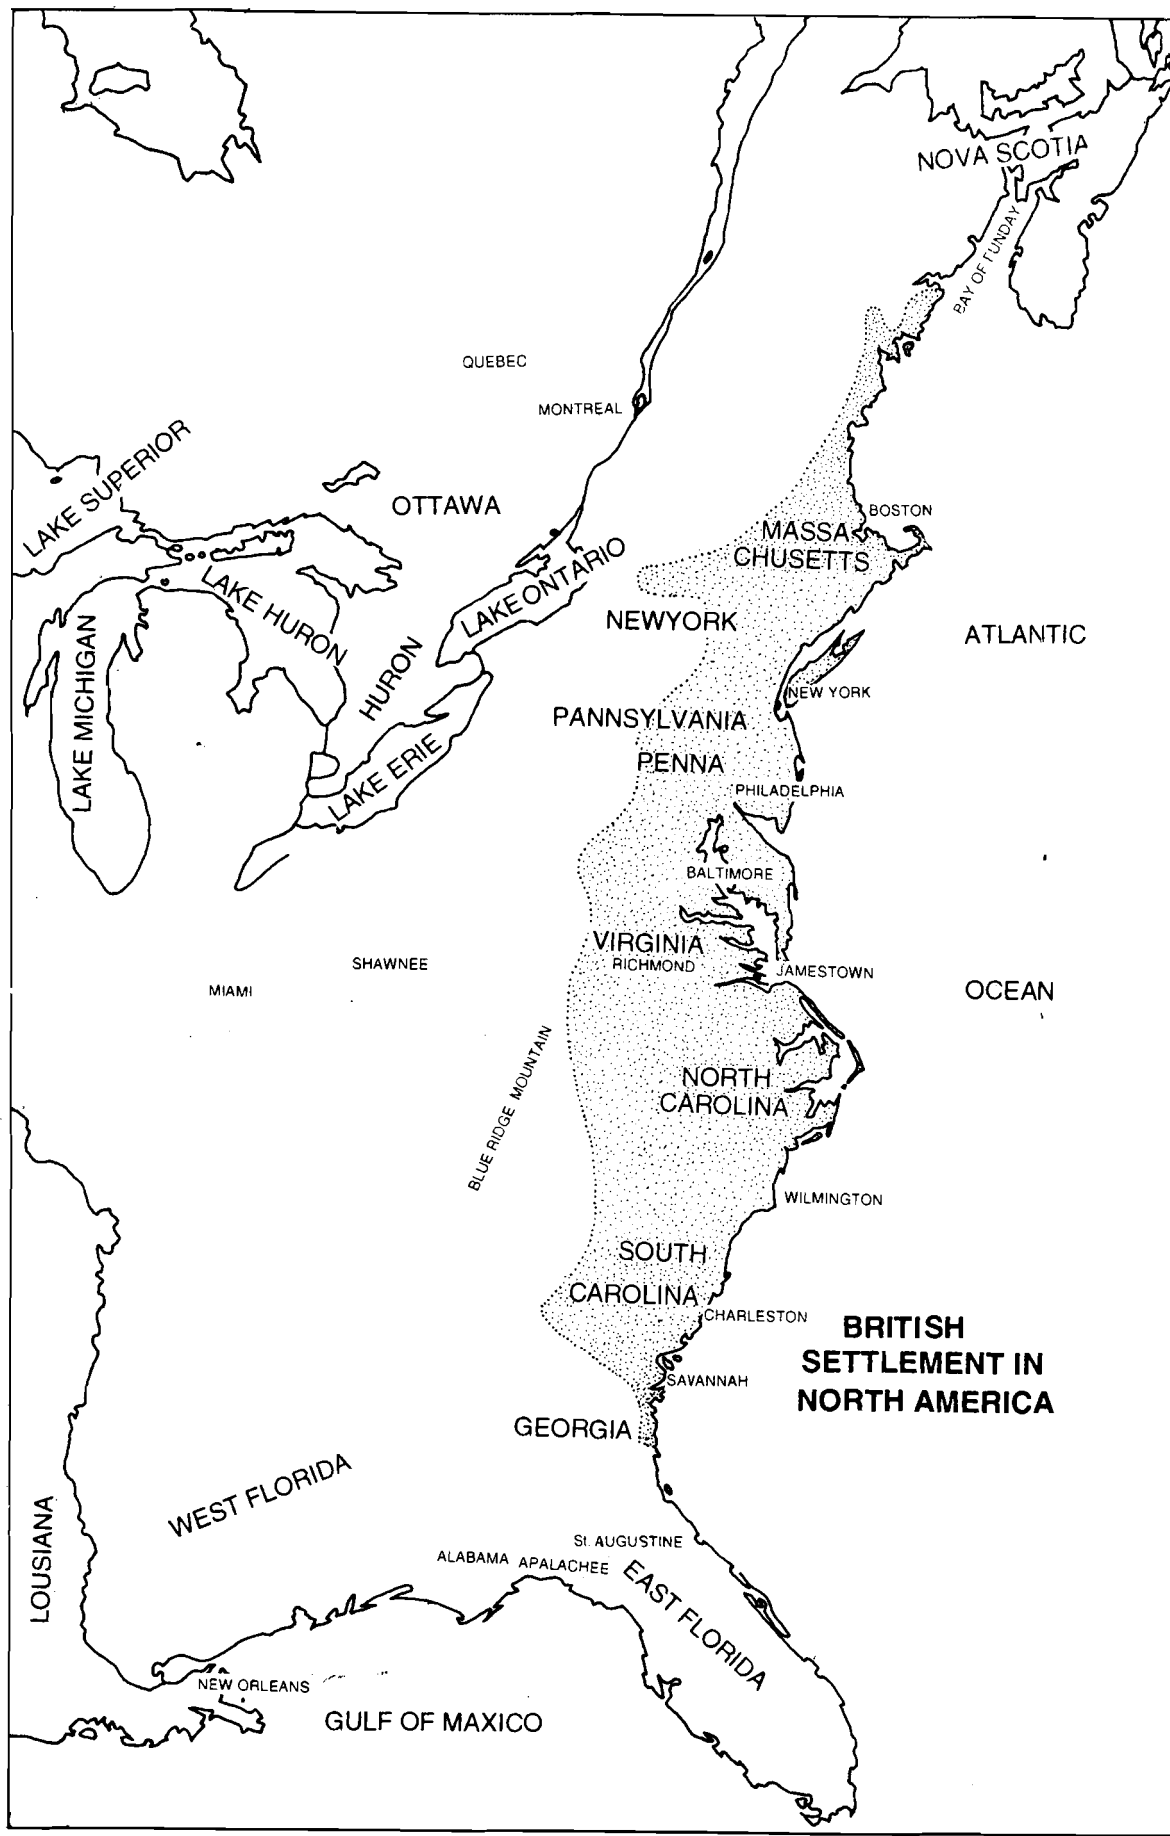 NOVA SCOTIA
BAY OF FUNDAY
QUEBEC
MONTREAL
LAKE SUPERIOR
OTTAWA
BOSTON
MASSA
CHUSETTS
LAKE HURON
LAKE ONTARIO
NEWYORK
ATLANTIC
LAKE MICHIGAN
HURON
NEW YORK
PANNSYLVANIA
PENNA
LAKE ERIE
PHILADELPHIA
BALTIMORE
VIRGINIA
RICHMOND
JAMESTOWN
SHAWNEE
MIAMI
OCEAN
BLUE RIDGE MOUNTAIN
NORTH
CAROLINA
WILMINGTON
SOUTH
CAROLINA
CHARLESTON
BRITISH
SETTLEMENT IN
NORTH AMERICA
SAVANNAH
GEORGIA
WEST FLORIDA
LOUSIANA
St. AUGUSTINE
ALABAMA APALACHEE
EAST FLORIDA
NEW ORLEANS
GULF OF MAXICO